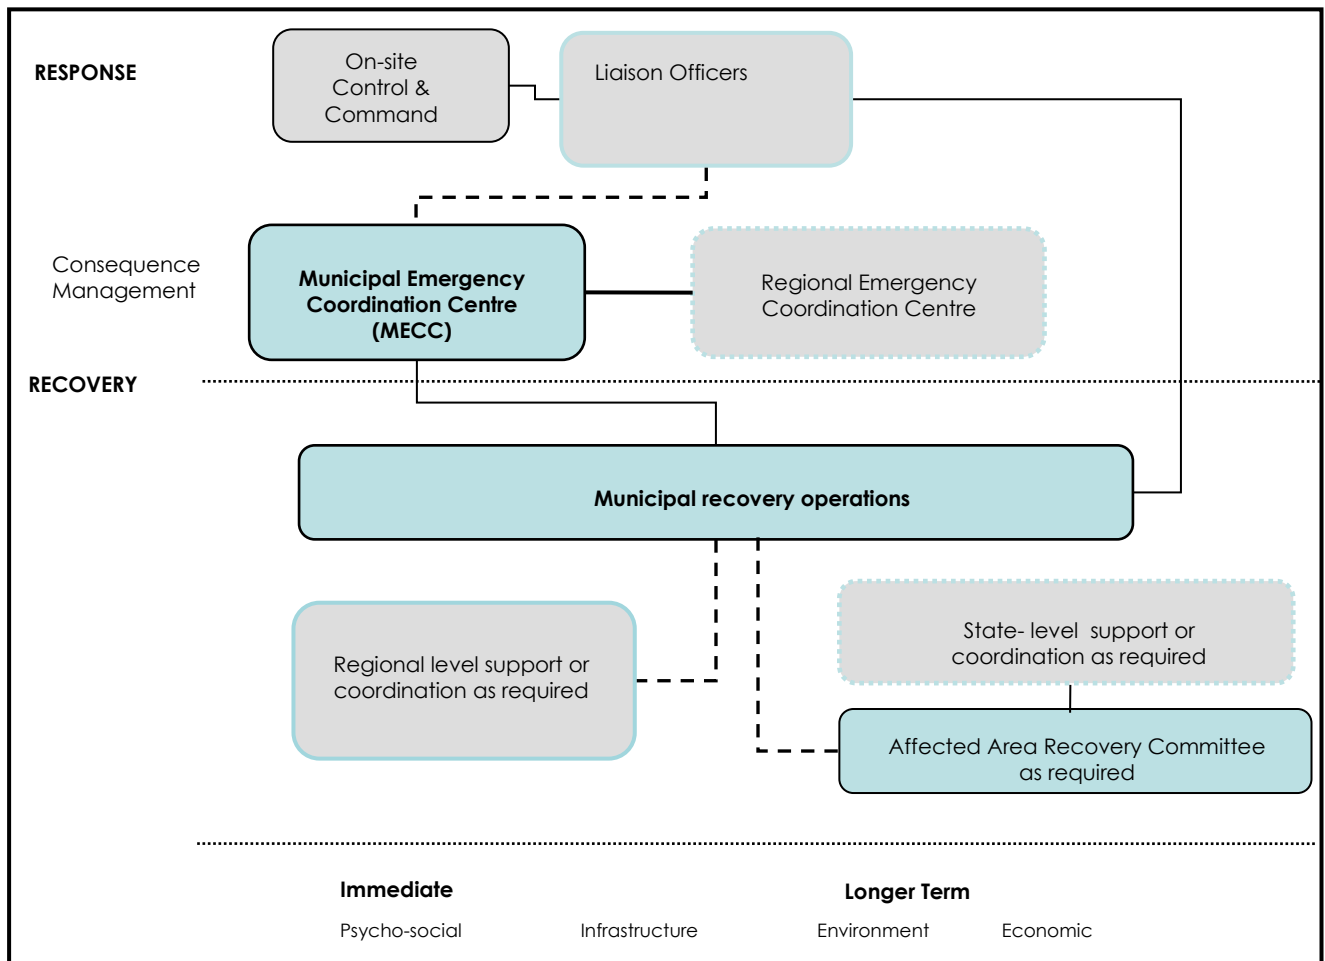 RESPONSE
On-site
Control &
Command
Liaison Officers
Consequence
Management
Municipal Emergency
Coordination Centre
(MECC)
Regional Emergency
Coordination Centre
RECOVERY
Municipal recovery operations
Regional level support or
coordination as required
State- level support or
coordination as required
Affected Area Recovery Committee
as required
Immediate
Longer Term
Psycho-social
Infrastructure
Environment
Economic